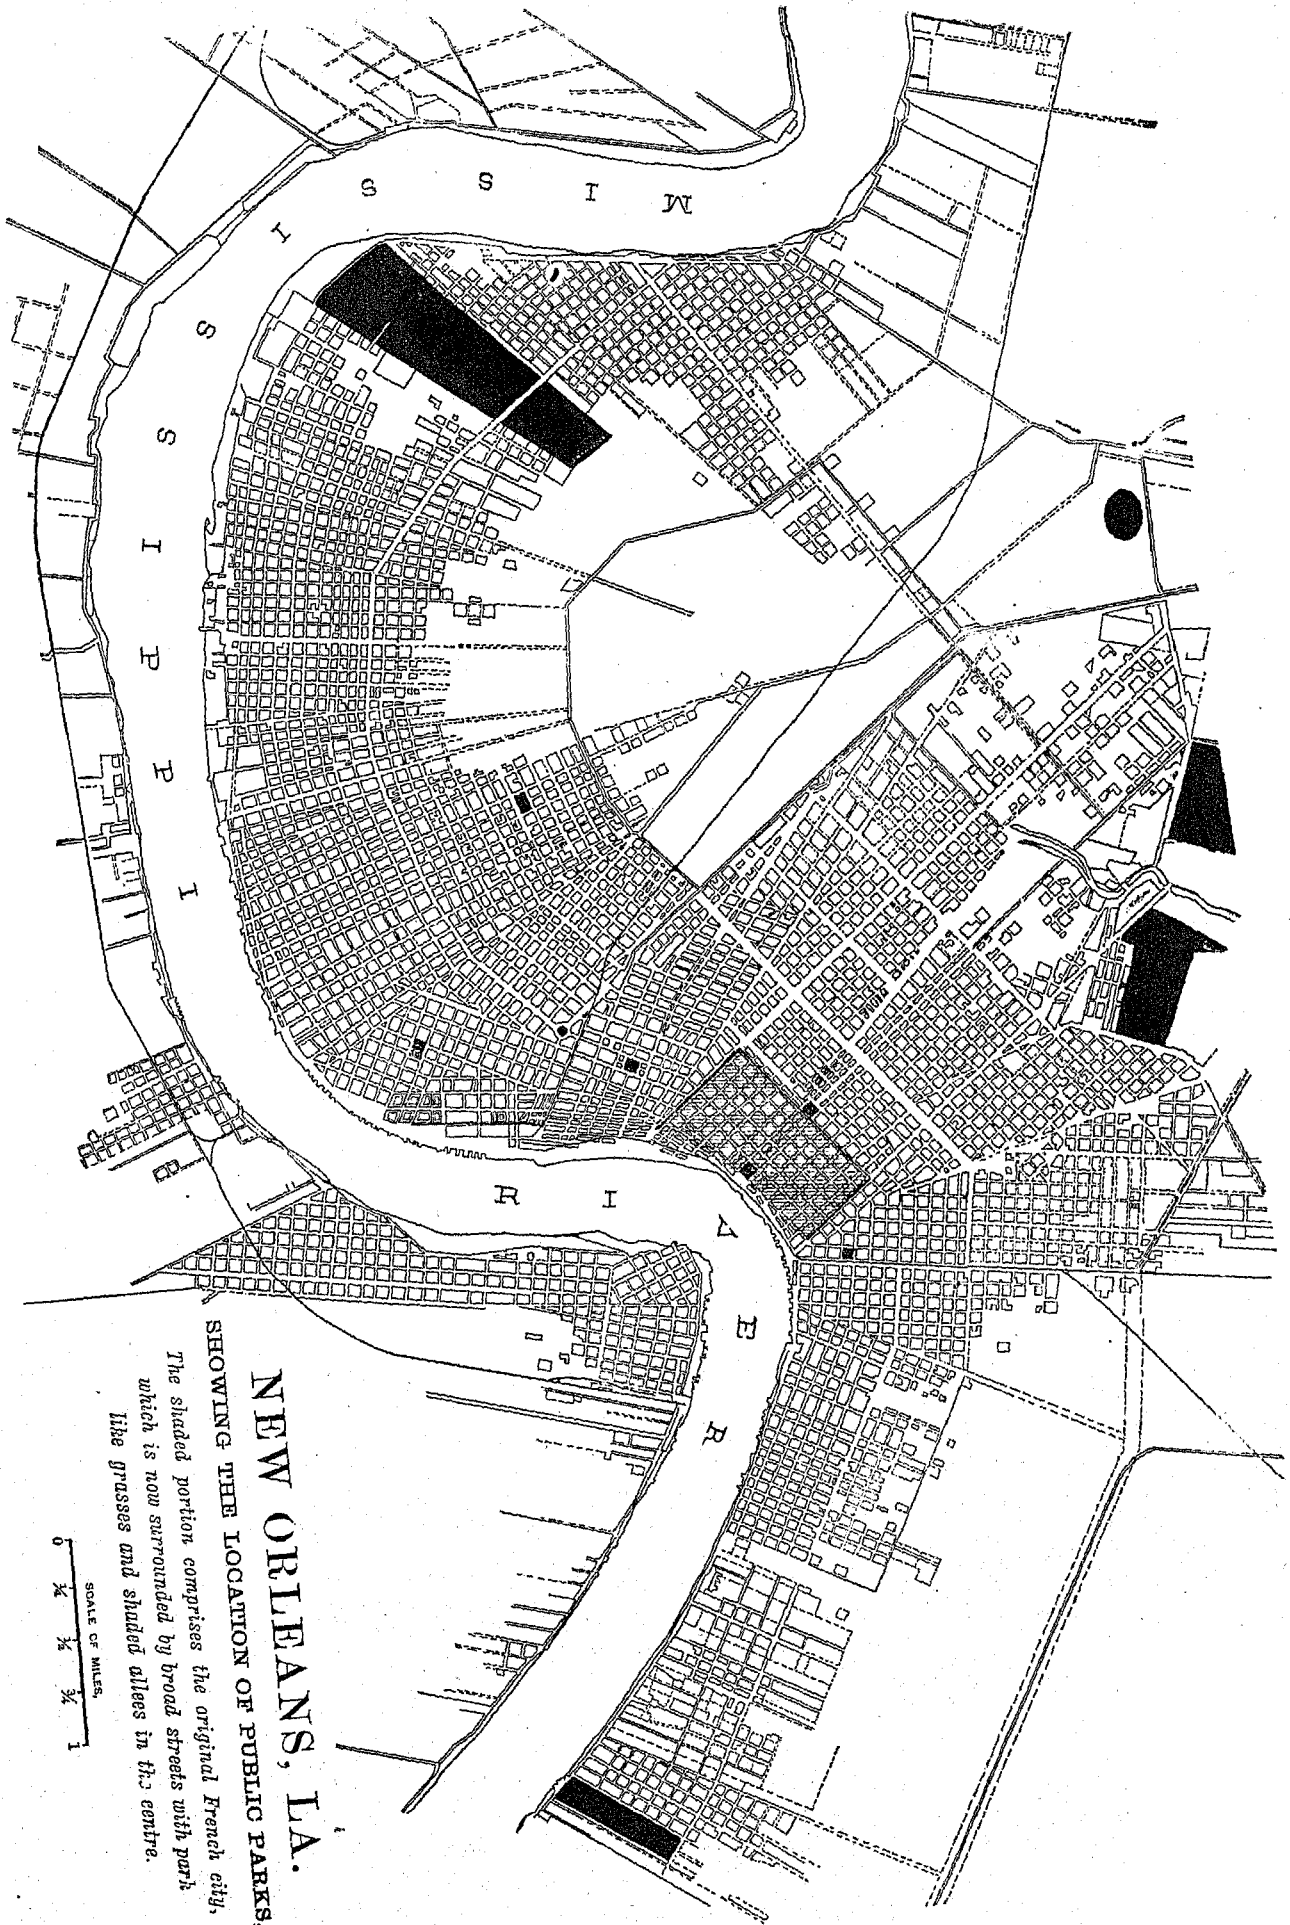 MISSISSIPPI
RIVER
NEW ORLEANS, LA.
SHOWING THE LOCATION OF PUBLIC PARKS.
The shaded portion comprises the original French city,
which is now surrounded by broad streets with park
like grasses and shaded allees in the centre.
SCALE OF MILES,
0 ¼ ½ ¾ 1